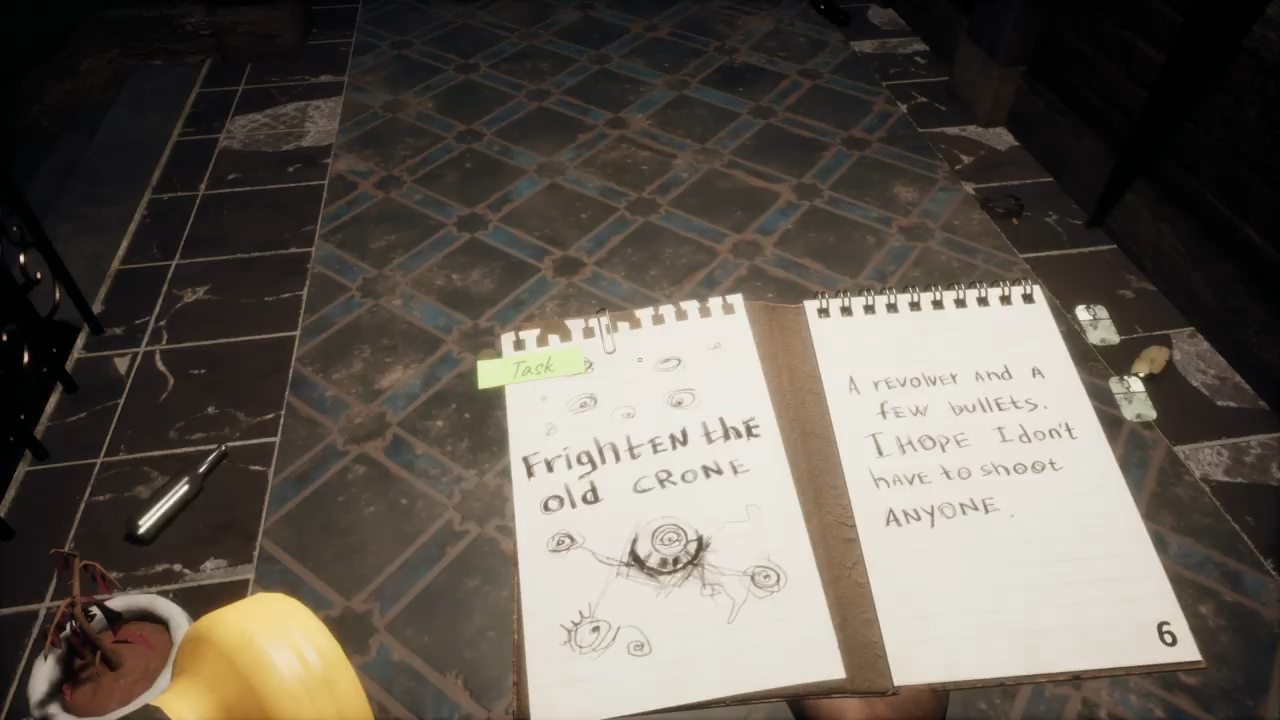 Task
Frighten the
old crone
A revolver and a
few bullets.
I hope I don't
have to shoot
anyone.
6